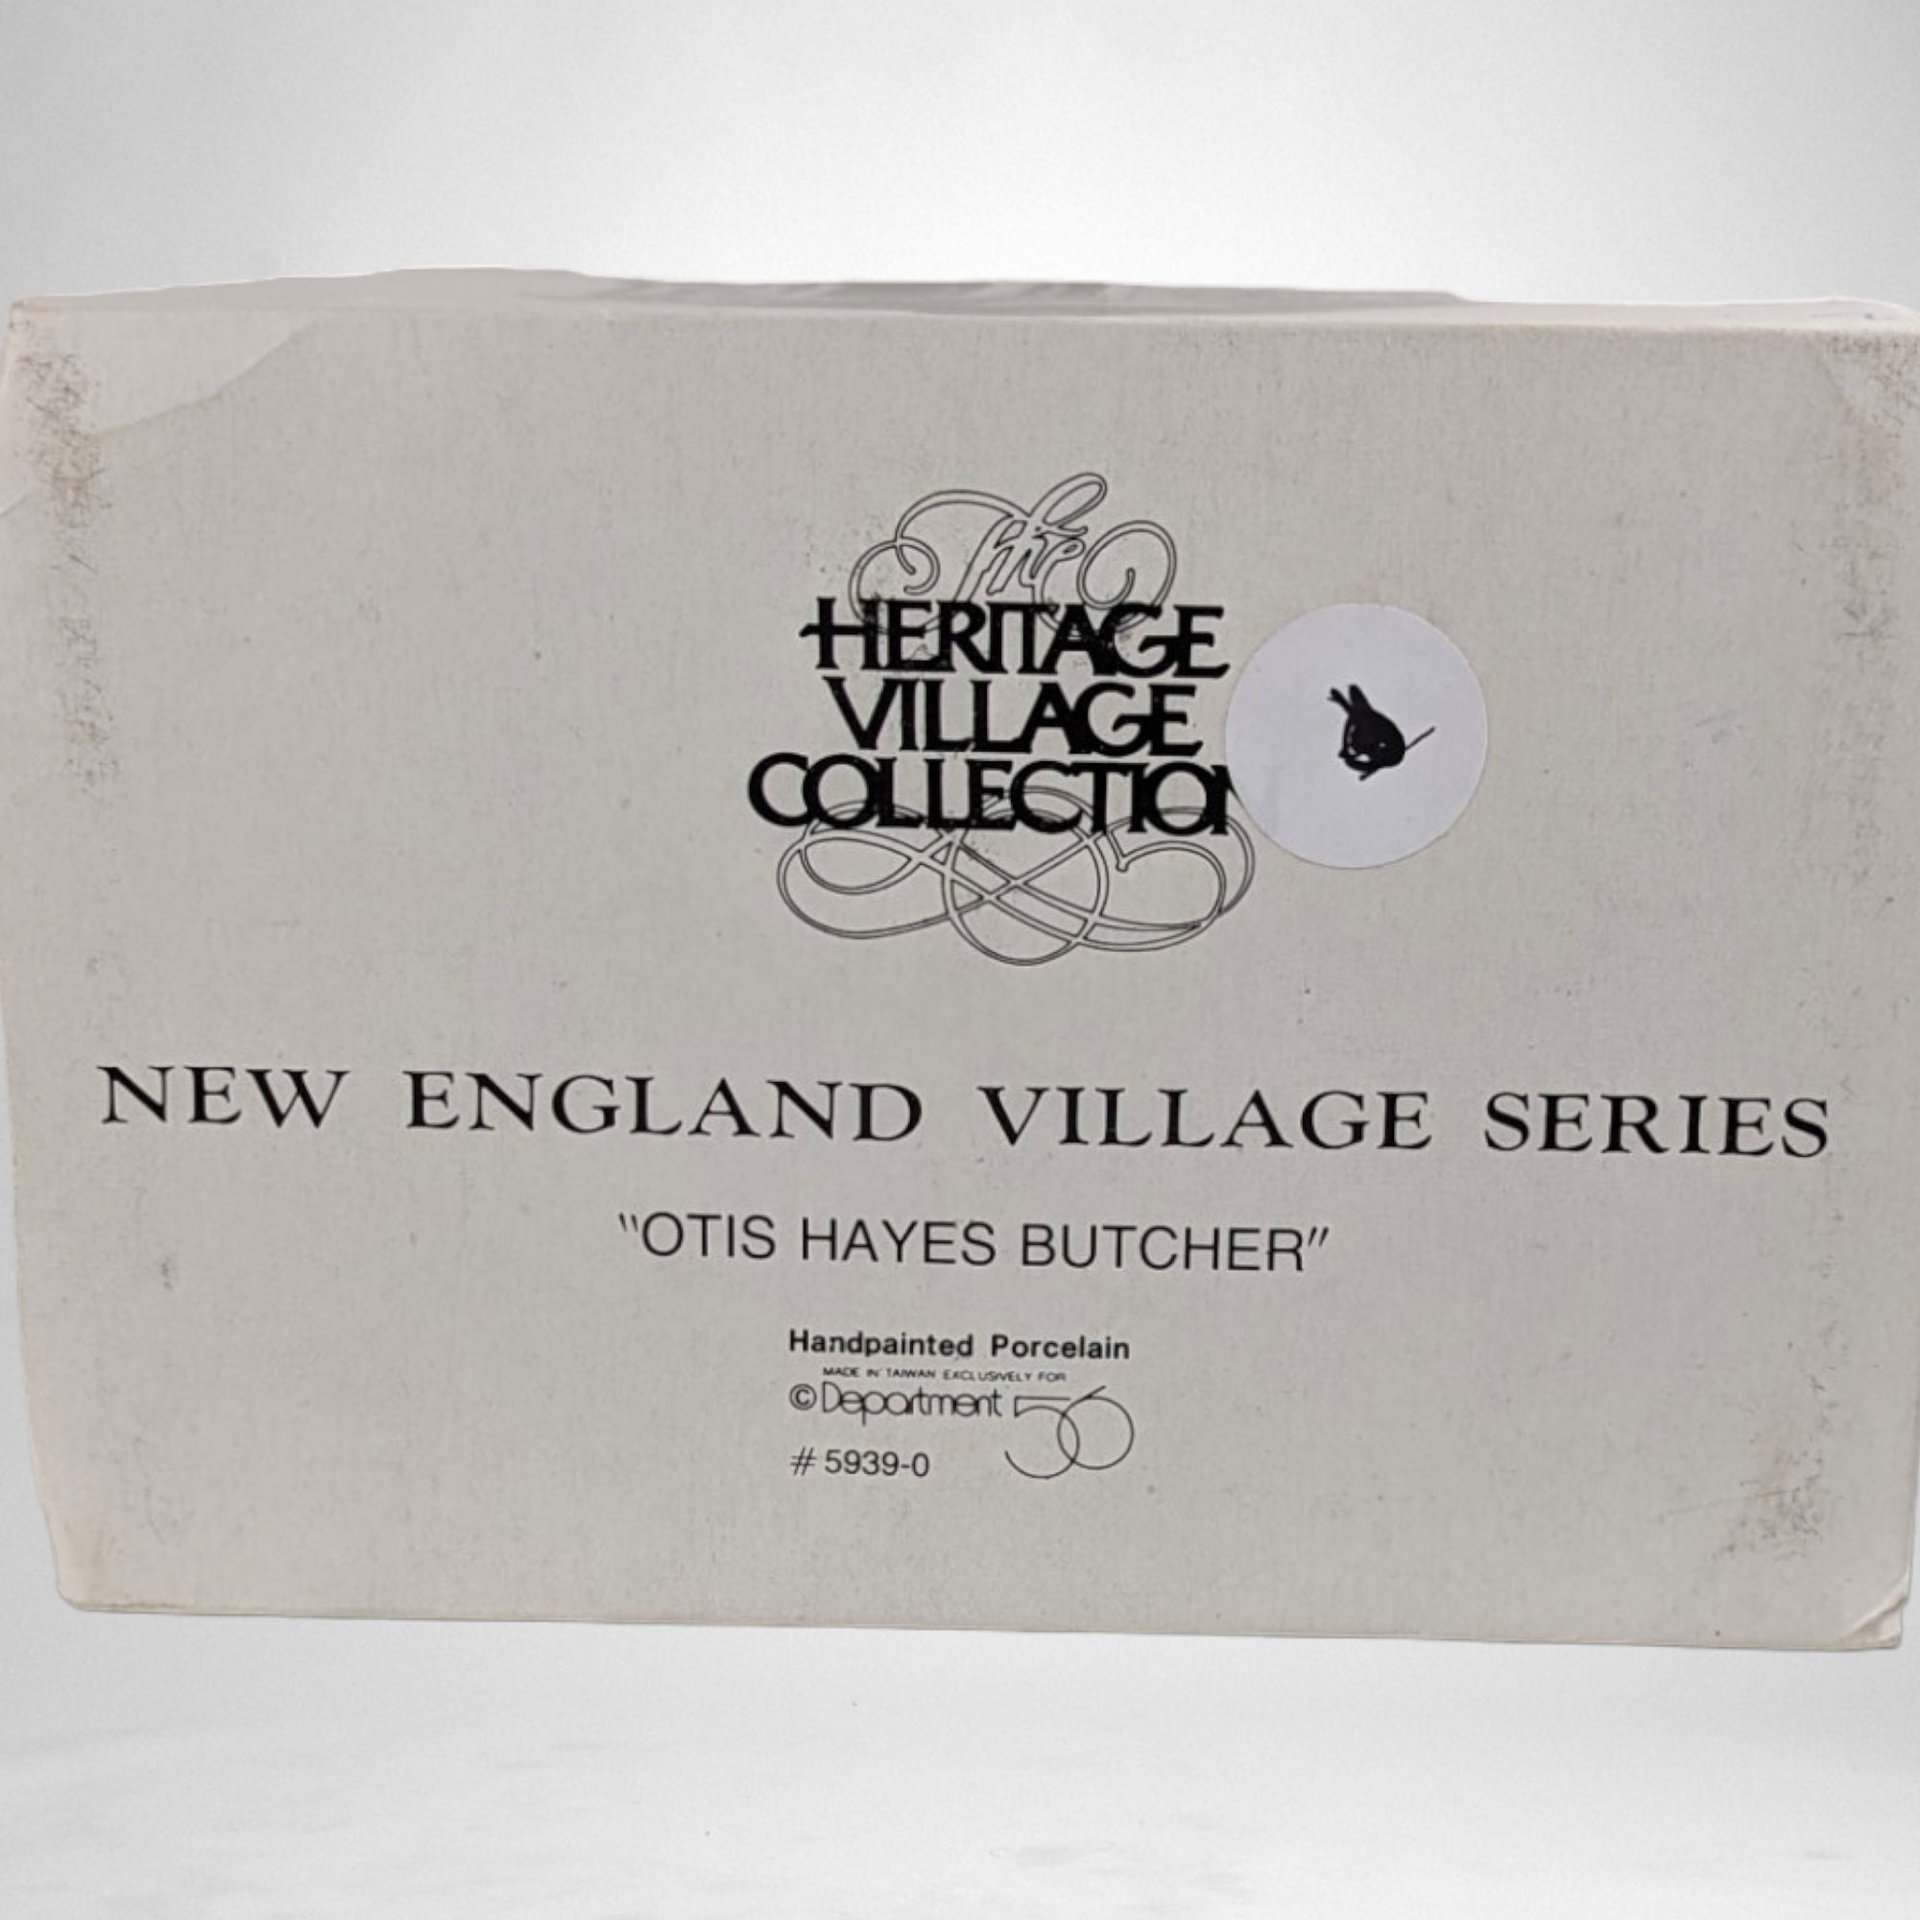 The
HERITAGE
VILLAGE
COLLECTION
NEW ENGLAND VILLAGE SERIES
"OTIS HAYES BUTCHER"
Handpainted Porcelain
MADE IN TAIWAN EXCLUSIVELY FOR
©Department 56
# 5939-0